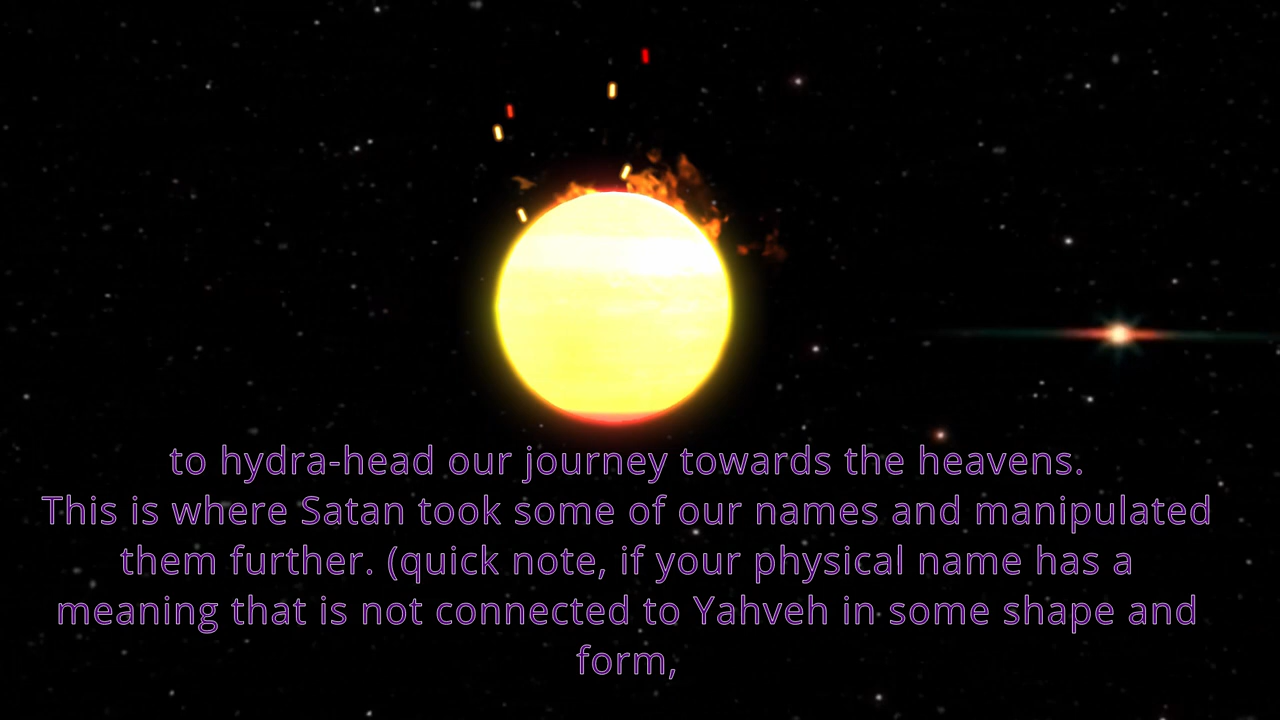 to hydra-head our journey towards the heavens.
This is where Satan took some of our names and manipulated
them further. (quick note, if your physical name has a
meaning that is not connected to Yahveh in some shape and
form,